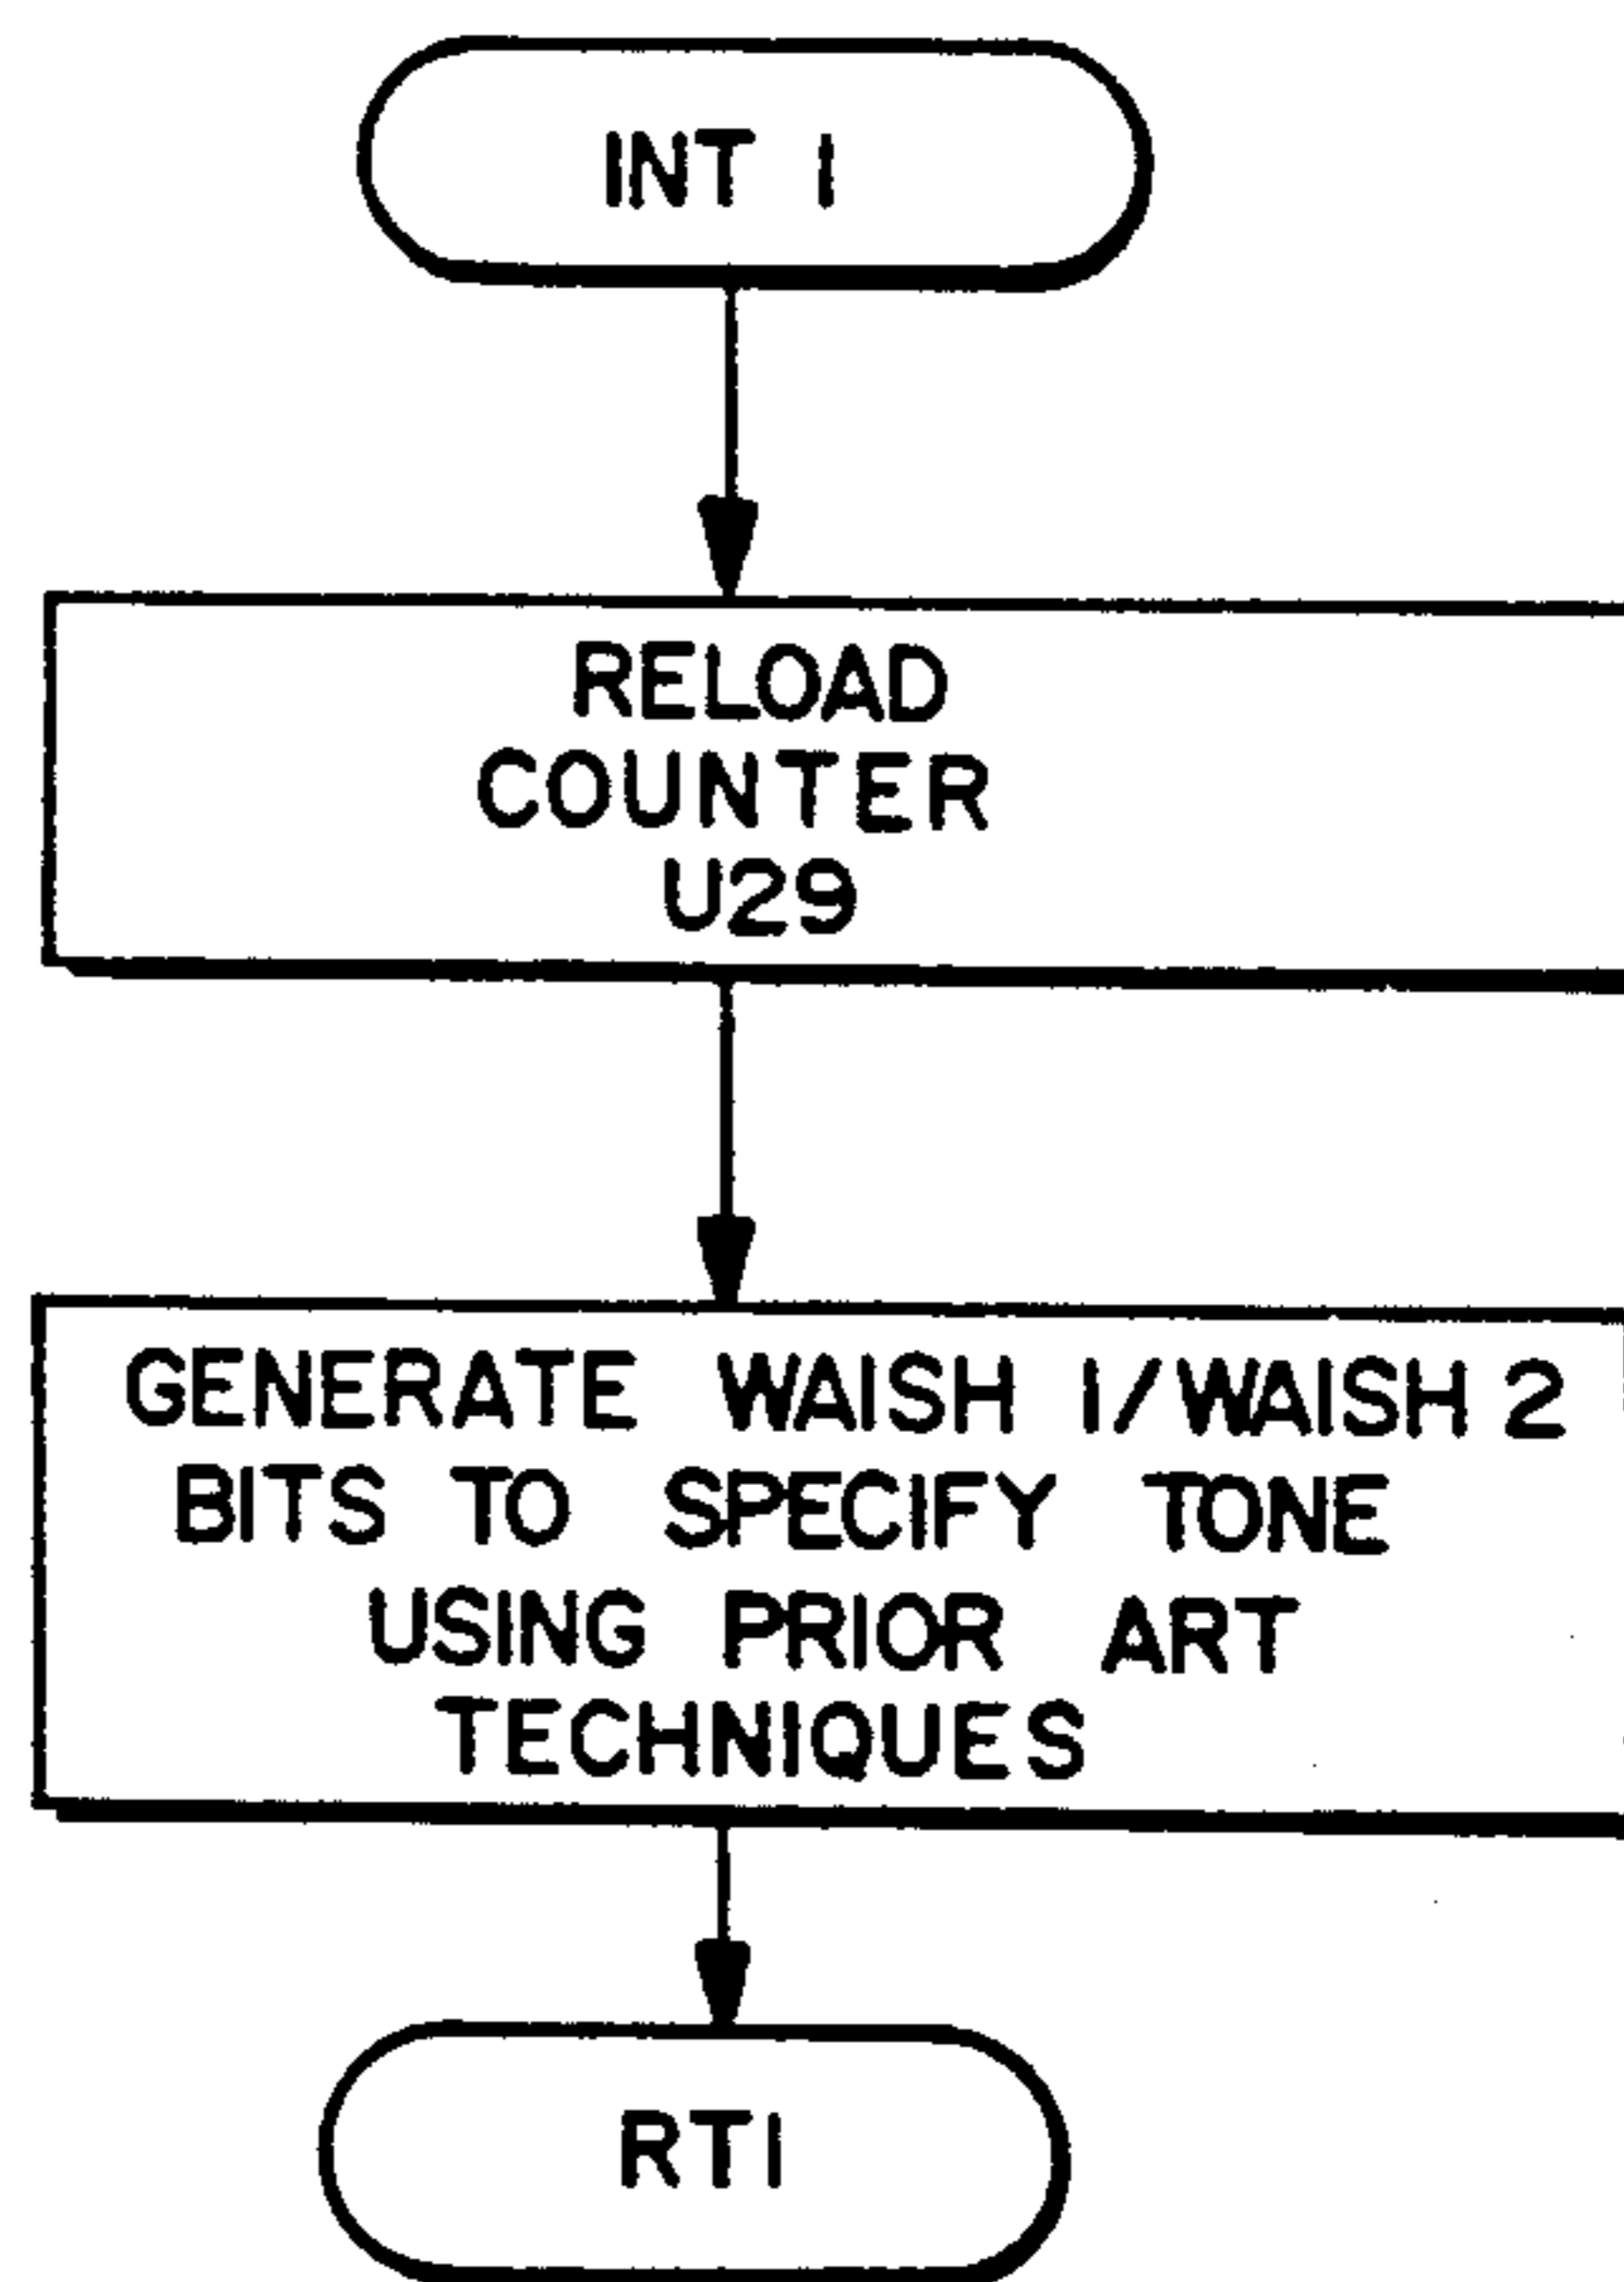 INT 1
RELOAD
COUNTER
U29
GENERATE WAISH 1/WAISH 2
BITS TO SPECIFY TONE
USING PRIOR ART
TECHNIQUES
RTI